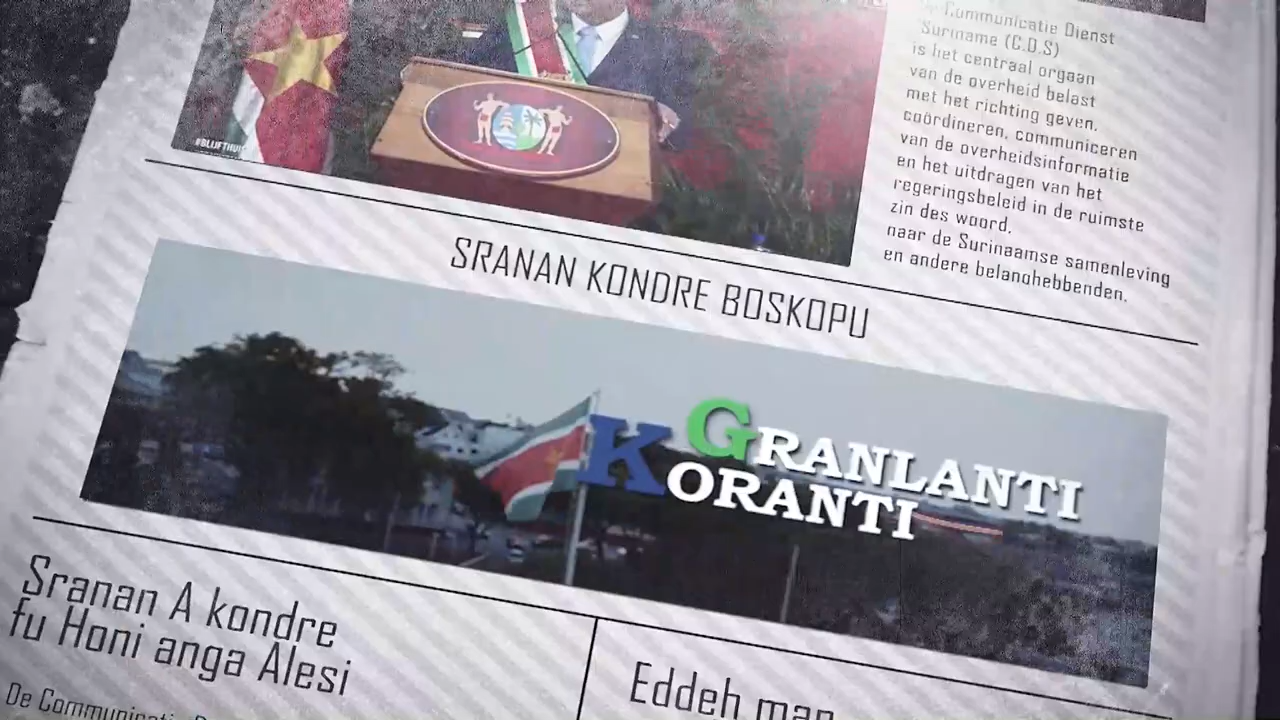 Communicatie Dienst
Suriname (C.D.S)
is het centraal orgaan
van de overheid belast
met het richting geven,
coördineren, communiceren
van de overheidsinformatie
en het uitdragen van het
regeringsbeleid in de ruimste
zin des woord,
naar de Surinaamse samenleving
en andere belanghebbenden.
#BLIJFTHUIS
SRANAN KONDRE BOSKOPU
GRANLANTI
KORANTI
Sranan A kondre
fu Honi anga Alesi
De
Eddeh man